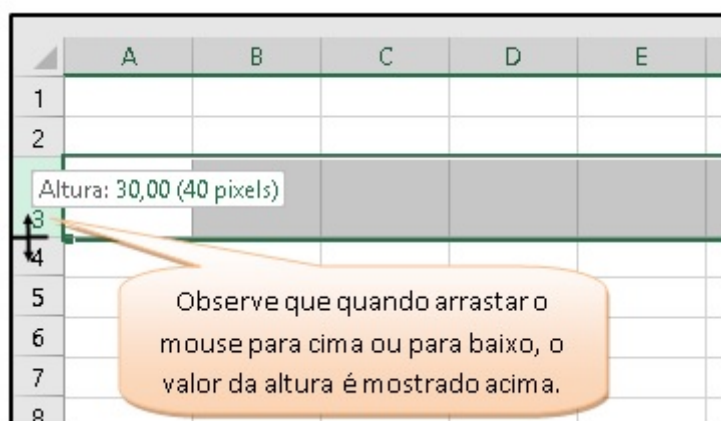 A B C D E
1
2
Altura: 30,00 (40 pixels)
3
4
5
6
7
8
Observe que quando arrastar o
mouse para cima ou para baixo, o
valor da altura é mostrado acima.